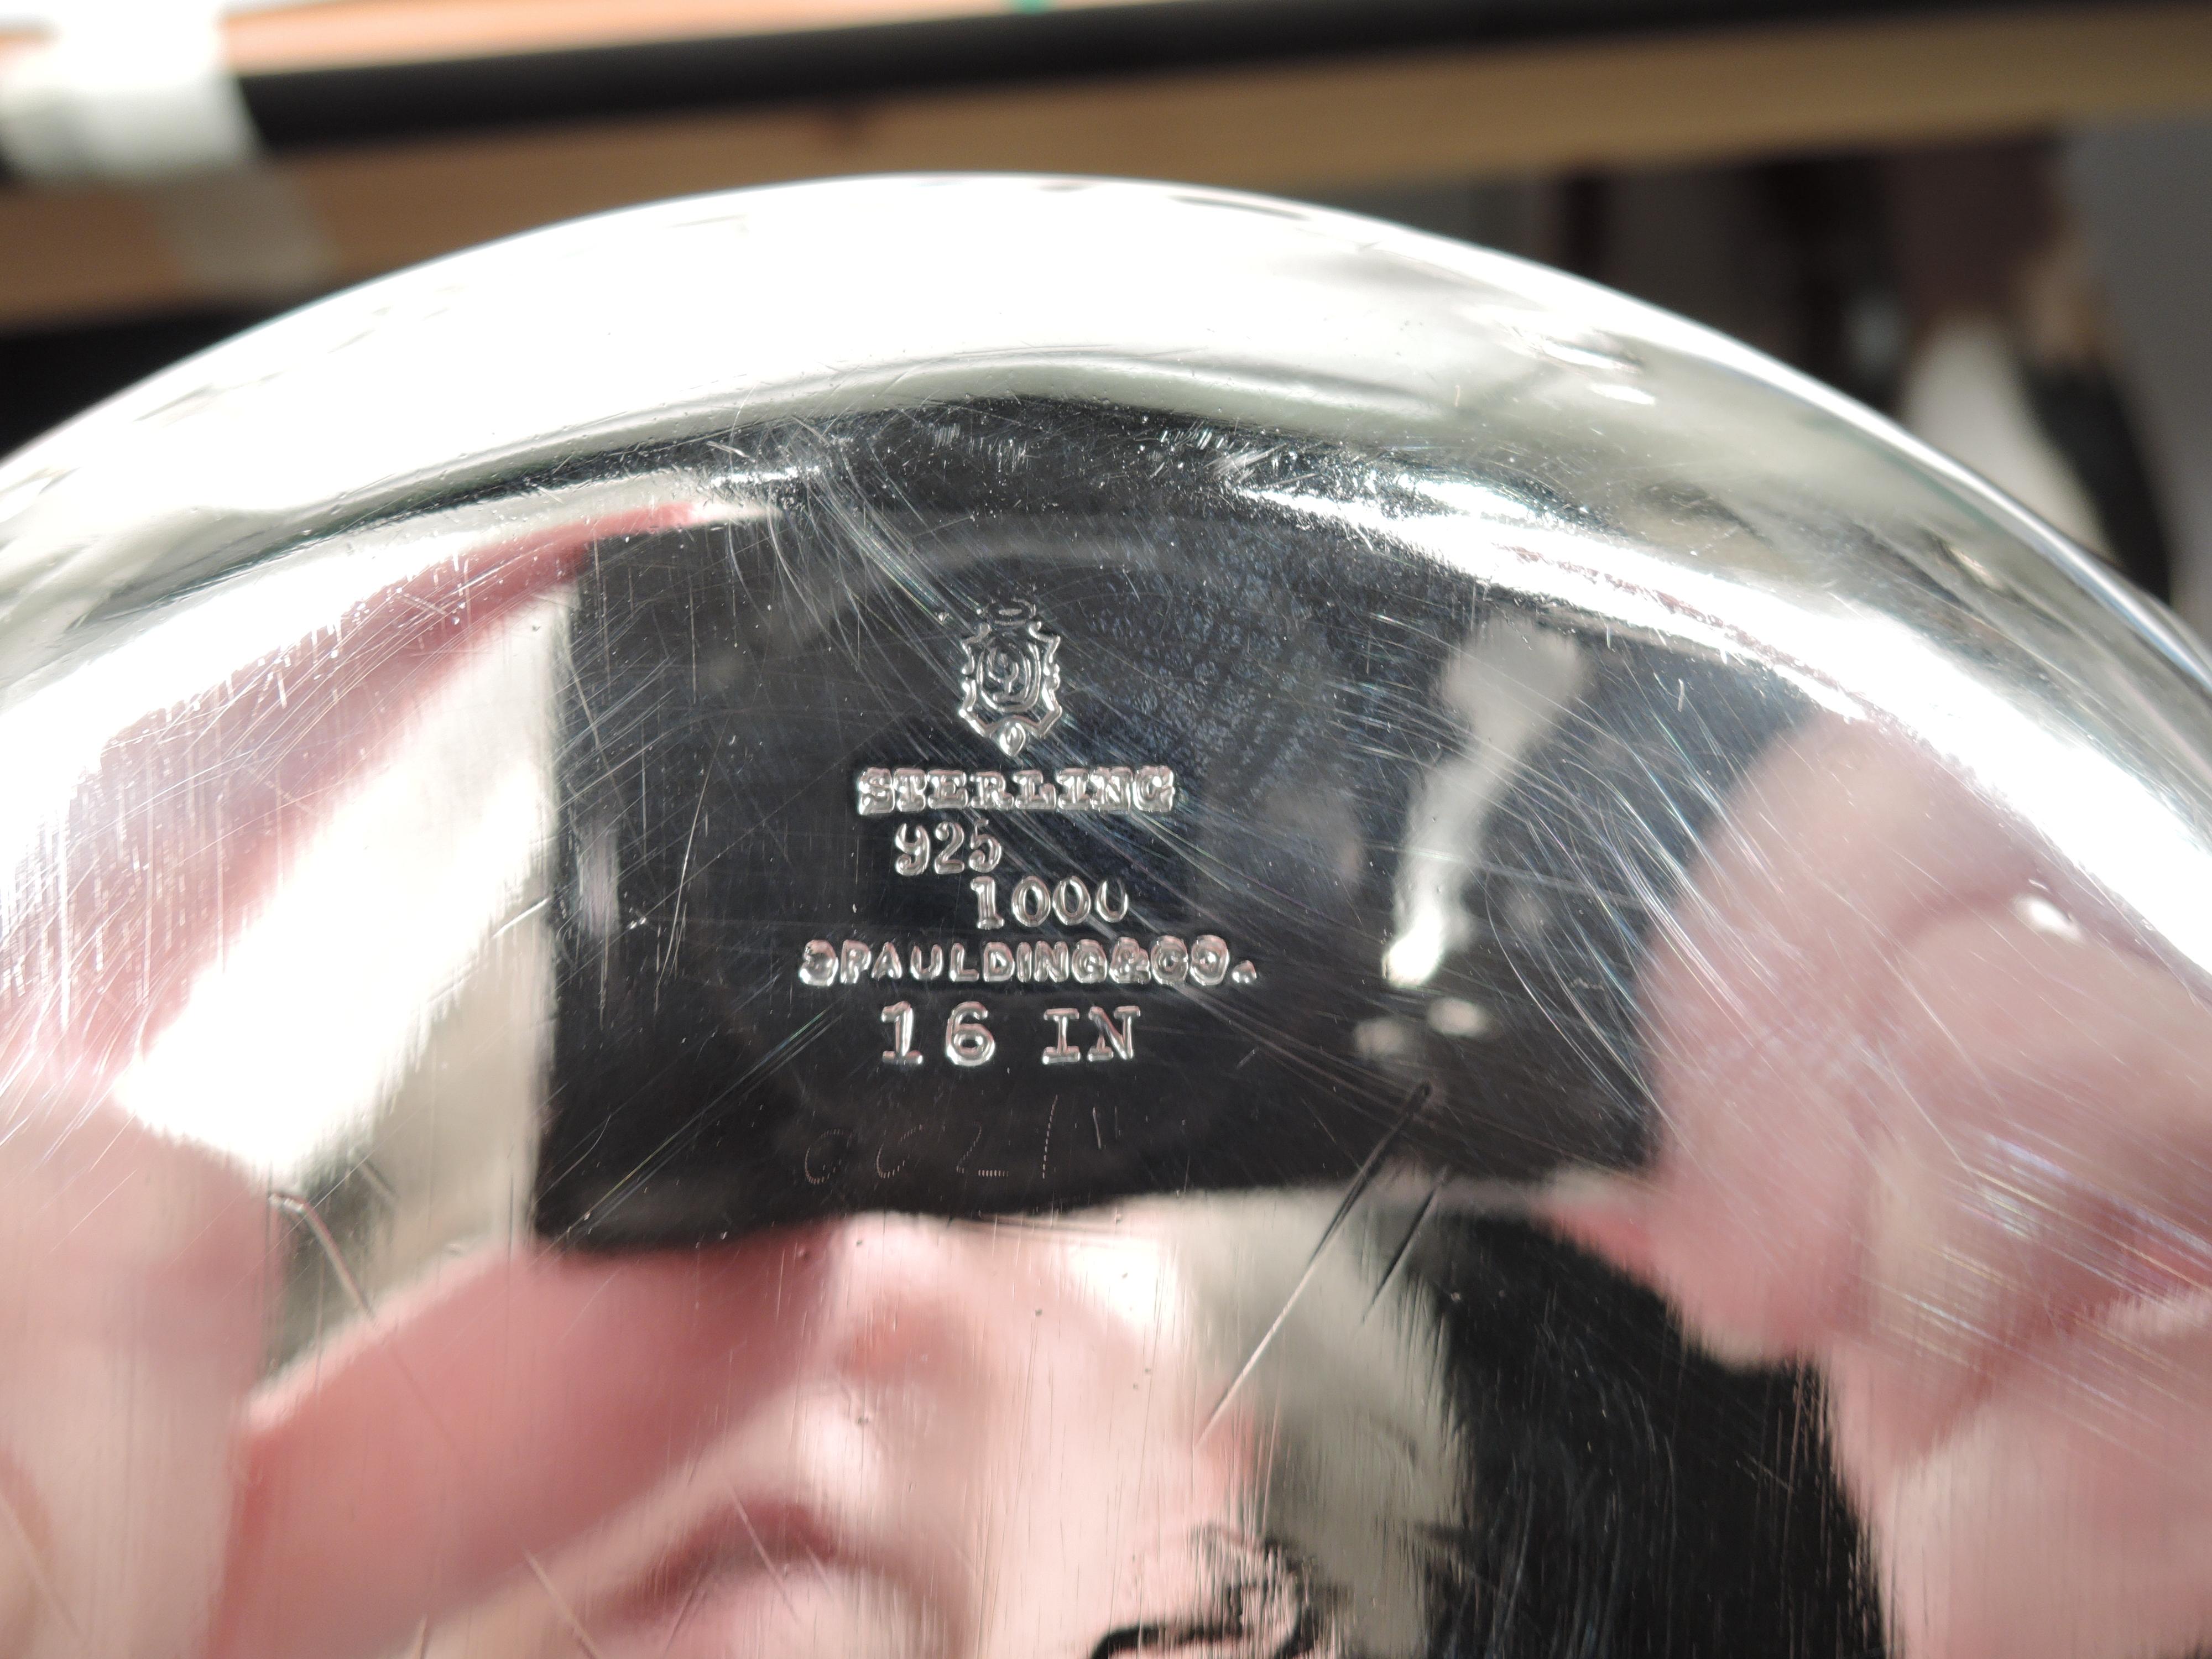 STERLING
925
1000
SPAULDING&CO.
16 IN